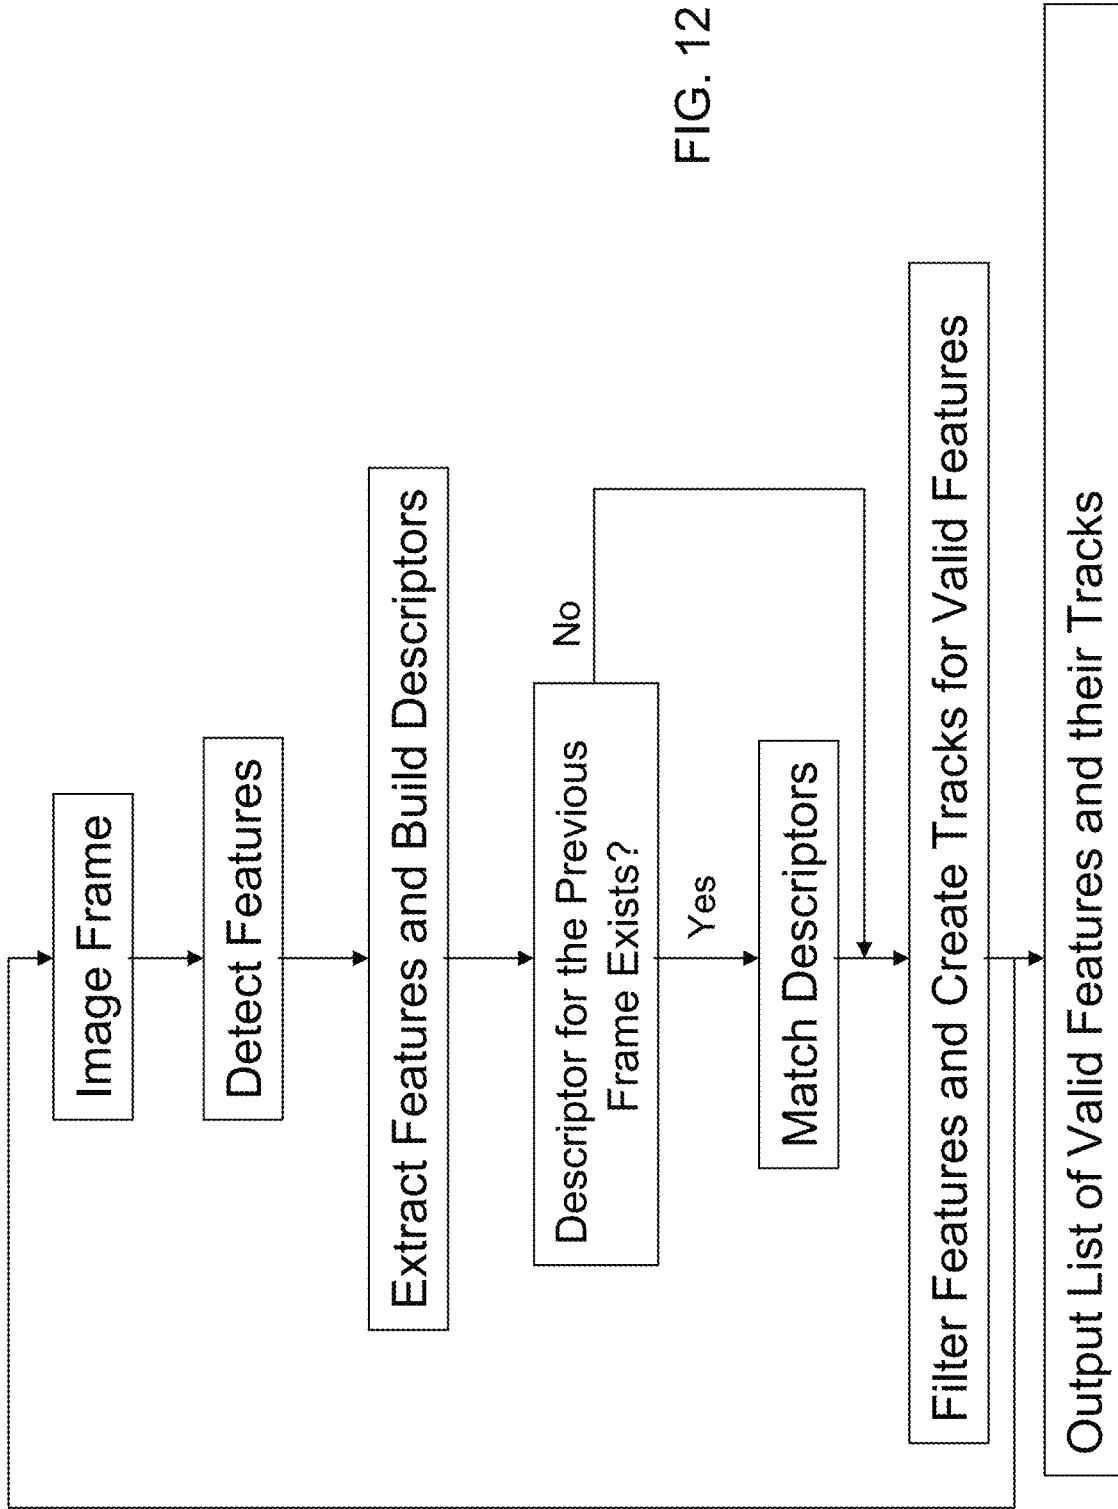 Image Frame
Detect Features
Extract Features and Build Descriptors
Descriptor for the Previous
Frame Exists?
No
Yes
Match Descriptors
Filter Features and Create Tracks for Valid Features
Output List of Valid Features and their Tracks
FIG. 12